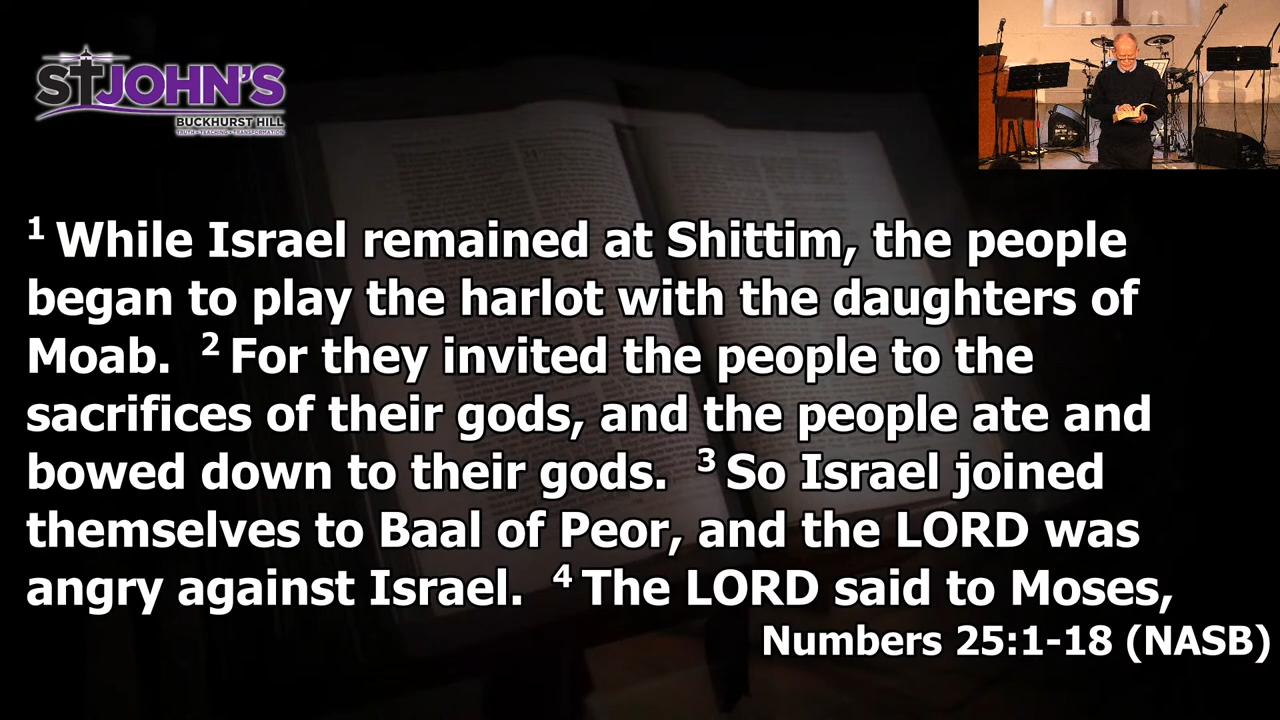 ST JOHN'S
BUCKHURST HILL
TRUTH • TEACHING • TRANSFORMATION
1 While Israel remained at Shittim, the people
began to play the harlot with the daughters of
Moab. 2 For they invited the people to the
sacrifices of their gods, and the people ate and
bowed down to their gods. 3 So Israel joined
themselves to Baal of Peor, and the LORD was
angry against Israel. 4 The LORD said to Moses,
Numbers 25:1-18 (NASB)